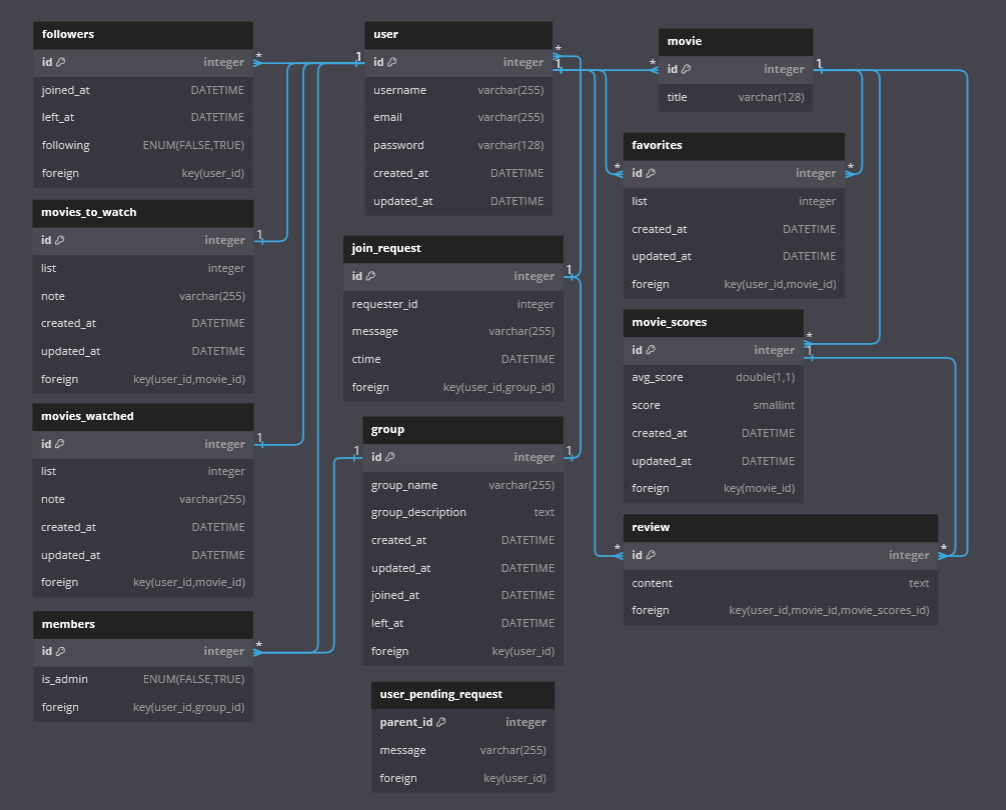 followers
id integer
joined_at DATETIME
left_at DATETIME
following ENUM(FALSE,TRUE)
foreign key(user_id)
*
movies_to_watch
id integer
list integer
note varchar(255)
created_at DATETIME
updated_at DATETIME
foreign key(user_id,movie_id)
1
movies_watched
id integer
list integer
note varchar(255)
created_at DATETIME
updated_at DATETIME
foreign key(user_id,movie_id)
1
members
id integer
is_admin ENUM(FALSE,TRUE)
foreign key(user_id,group_id)
*
user
1
id integer
username varchar(255)
email varchar(255)
password varchar(128)
created_at DATETIME
updated_at DATETIME
*
1
join_request
id integer
requester_id integer
message varchar(255)
ctime DATETIME
foreign key(user_id,group_id)
1
group
1
id integer
group_name varchar(255)
group_description text
created_at DATETIME
updated_at DATETIME
joined_at DATETIME
left_at DATETIME
foreign key(user_id)
1
user_pending_request
parent_id integer
message varchar(255)
foreign key(user_id)
movie
*
id integer
title varchar(128)
1
favorites
*
id integer
list integer
created_at DATETIME
updated_at DATETIME
foreign key(user_id,movie_id)
*
movie_scores
id integer
avg_score double(1,1)
score smallint
created_at DATETIME
updated_at DATETIME
foreign key(movie_id)
*
1
review
*
id integer
content text
foreign key(user_id,movie_id,movie_scores_id)
*